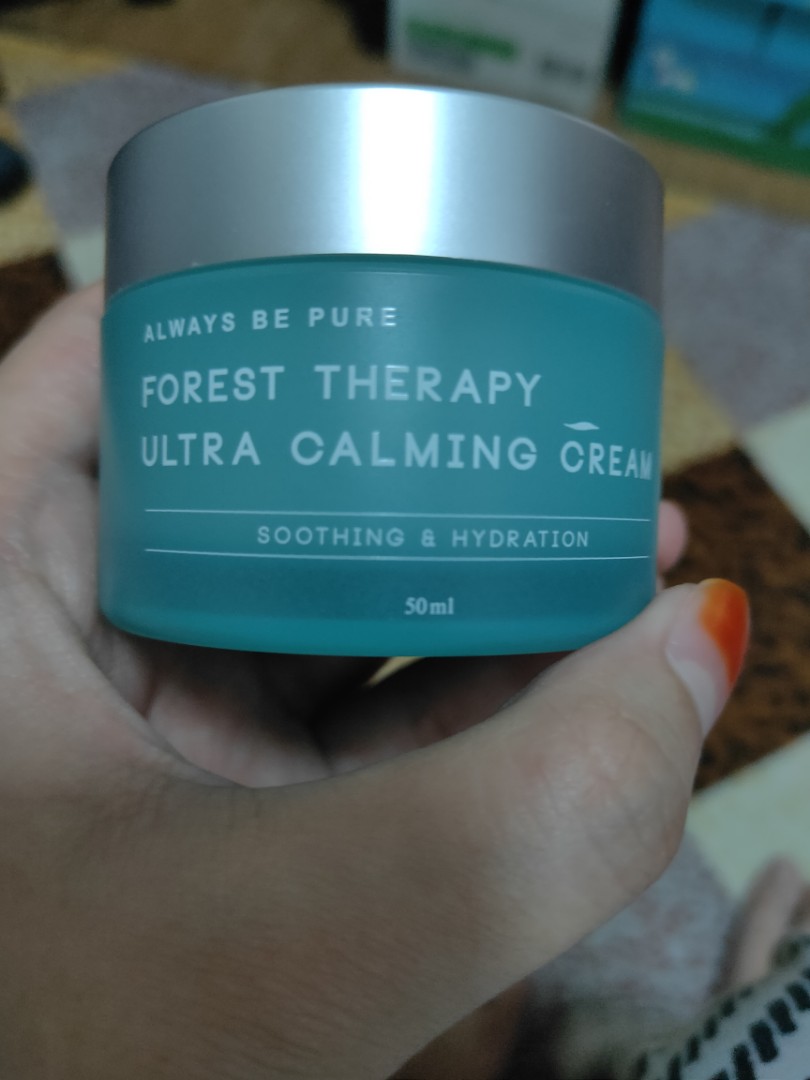 ALWAYS BE PURE
FOREST THERAPY
ULTRA CALMING CREAM
SOOTHING & HYDRATION
50ml